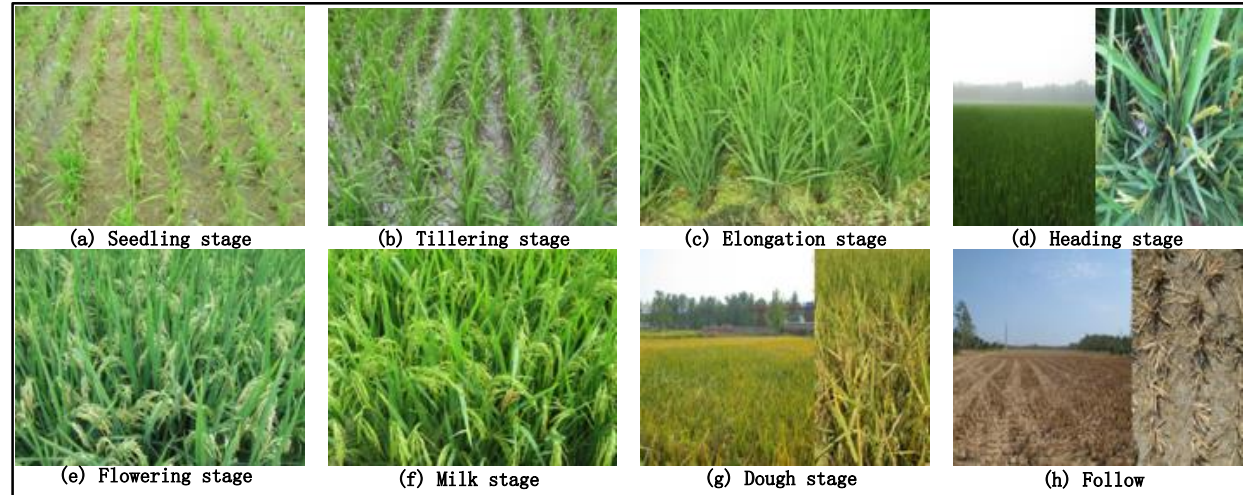 (a) Seedling stage
(b) Tillering stage
(c) Elongation stage
(d) Heading stage
(e) Flowering stage
(f) Milk stage
(g) Dough stage
(h) Follow